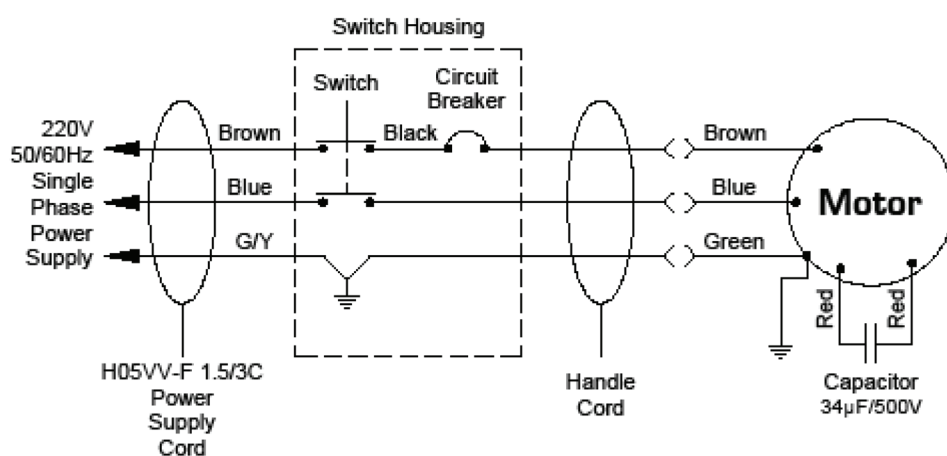 Switch Housing
Switch
Circuit
Breaker
220V
50/60Hz
Single
Phase
Power
Supply
Brown
Black
Brown
Blue
Blue
G/Y
Green
Motor
Red
Red
H05VV-F 1.5/3C
Power
Supply
Cord
Handle
Cord
Capacitor
34µF/500V